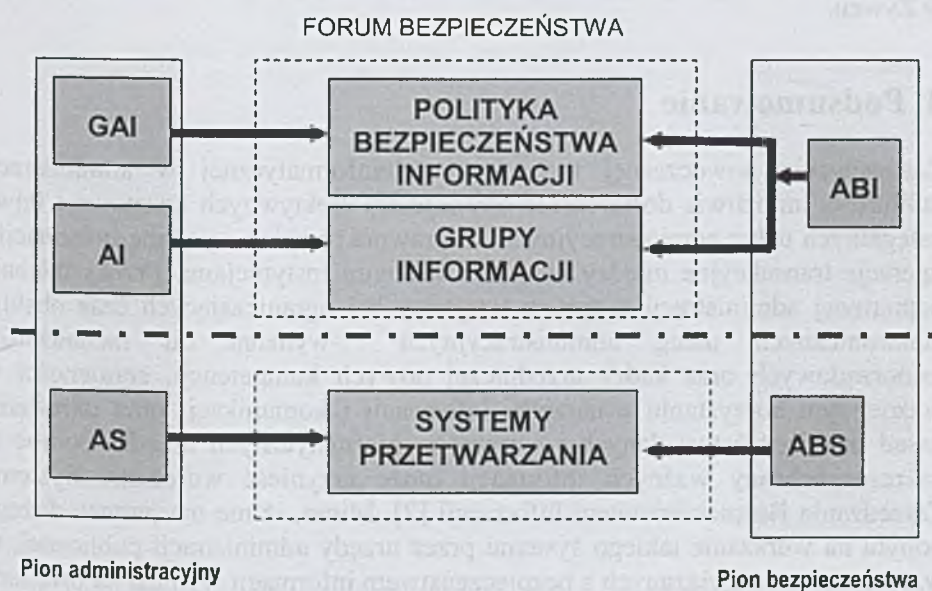 FORUM BEZPIECZEŃSTWA
GAI
POLITYKA
BEZPIECZEŃSTWA
INFORMACJI
ABI
AI
GRUPY
INFORMACJI
AS
SYSTEMY
PRZETWARZANIA
ABS
Pion administracyjny
Pion bezpieczeństwa